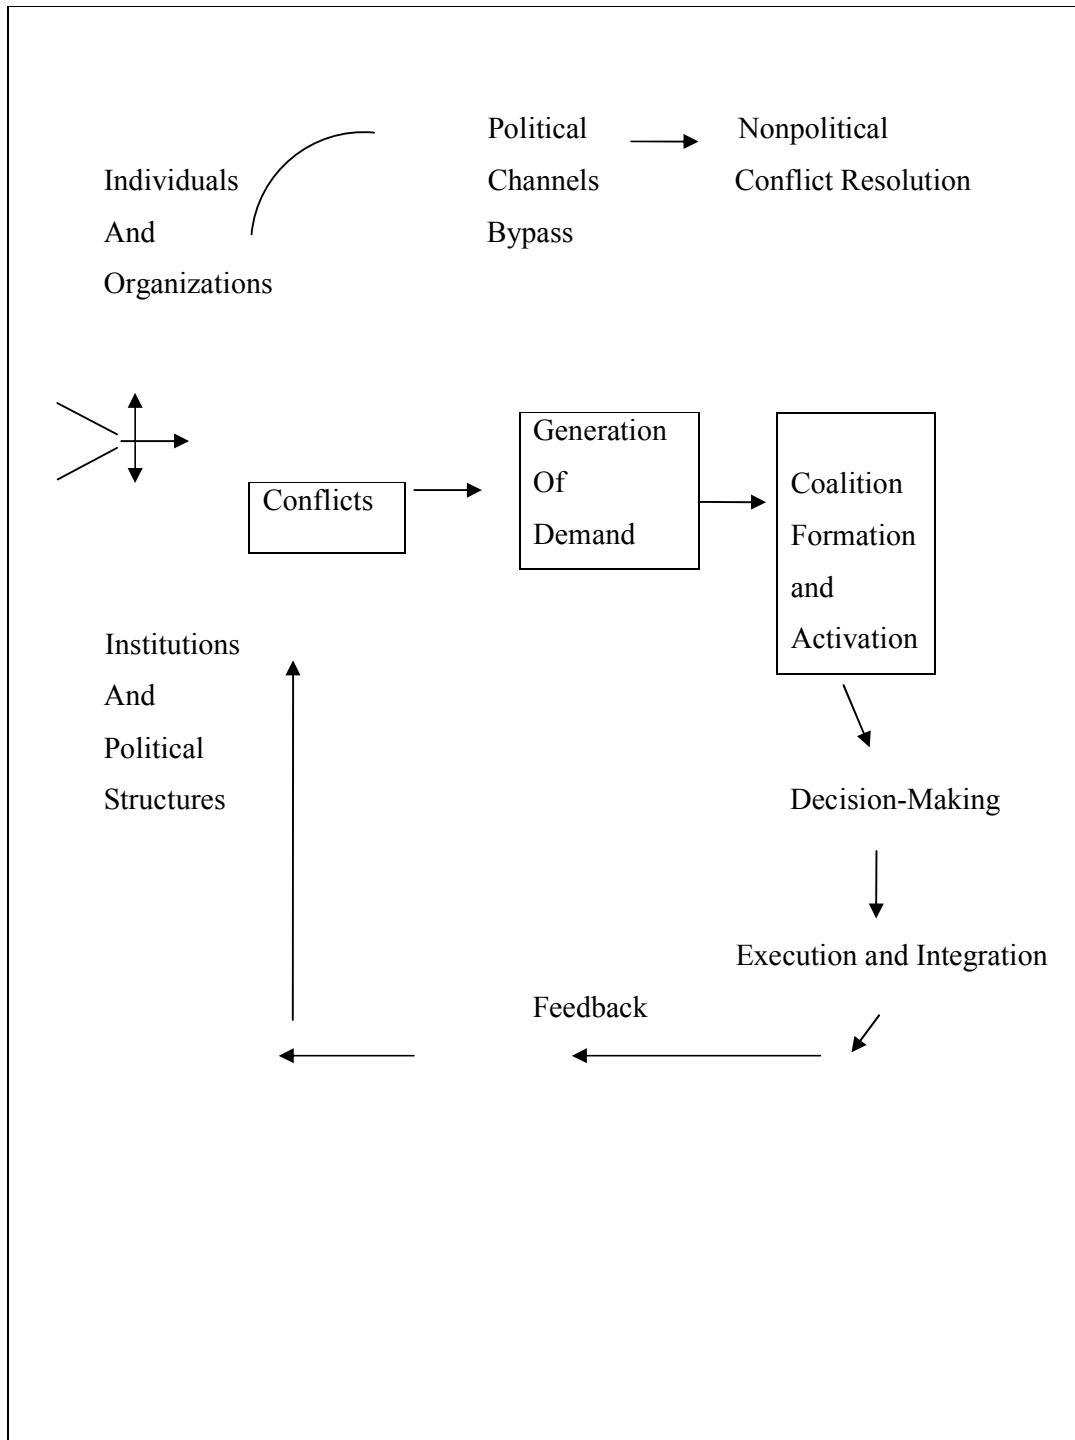 Individuals
And
Organizations
Political
Channels
Bypass
Nonpolitical
Conflict Resolution
Conflicts
Generation
Of
Demand
Coalition
Formation
and
Activation
Institutions
And
Political
Structures
Decision-Making
Execution and Integration
Feedback